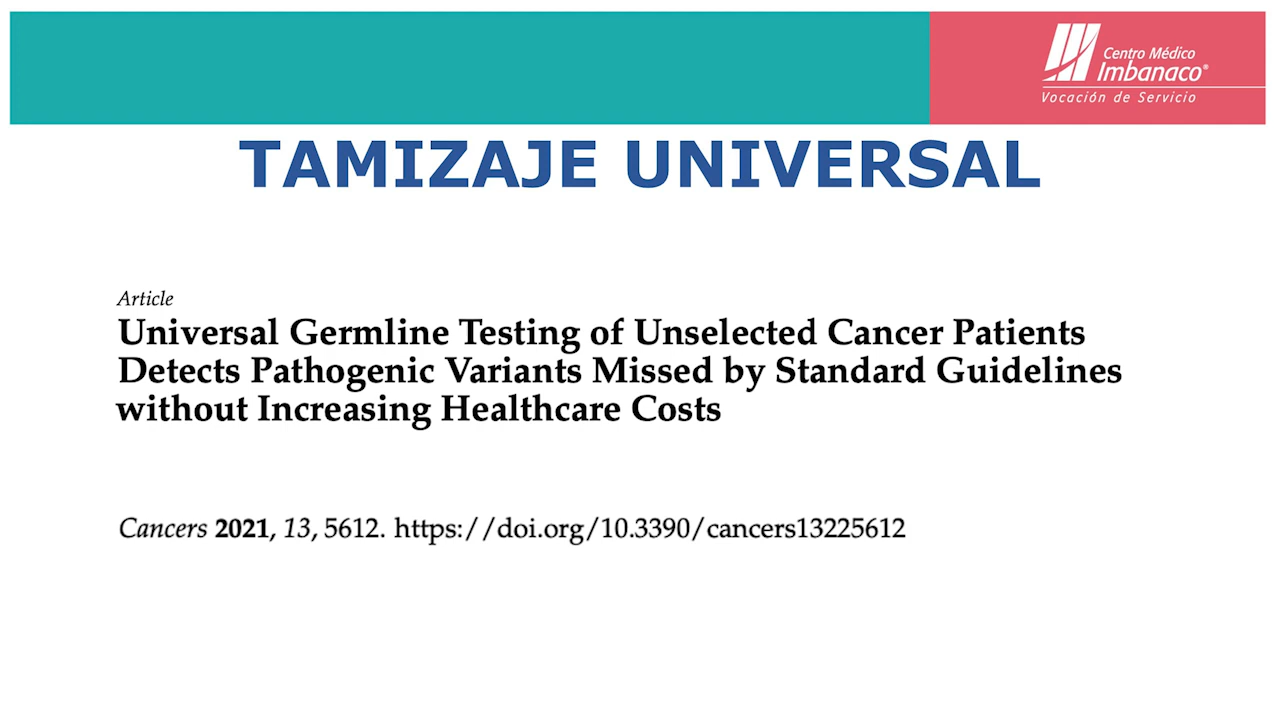 Centro Médico
Imbanaco®
Vocación de Servicio
TAMIZAJE UNIVERSAL
Article
Universal Germline Testing of Unselected Cancer Patients
Detects Pathogenic Variants Missed by Standard Guidelines
without Increasing Healthcare Costs
Cancers 2021, 13, 5612. https://doi.org/10.3390/cancers13225612